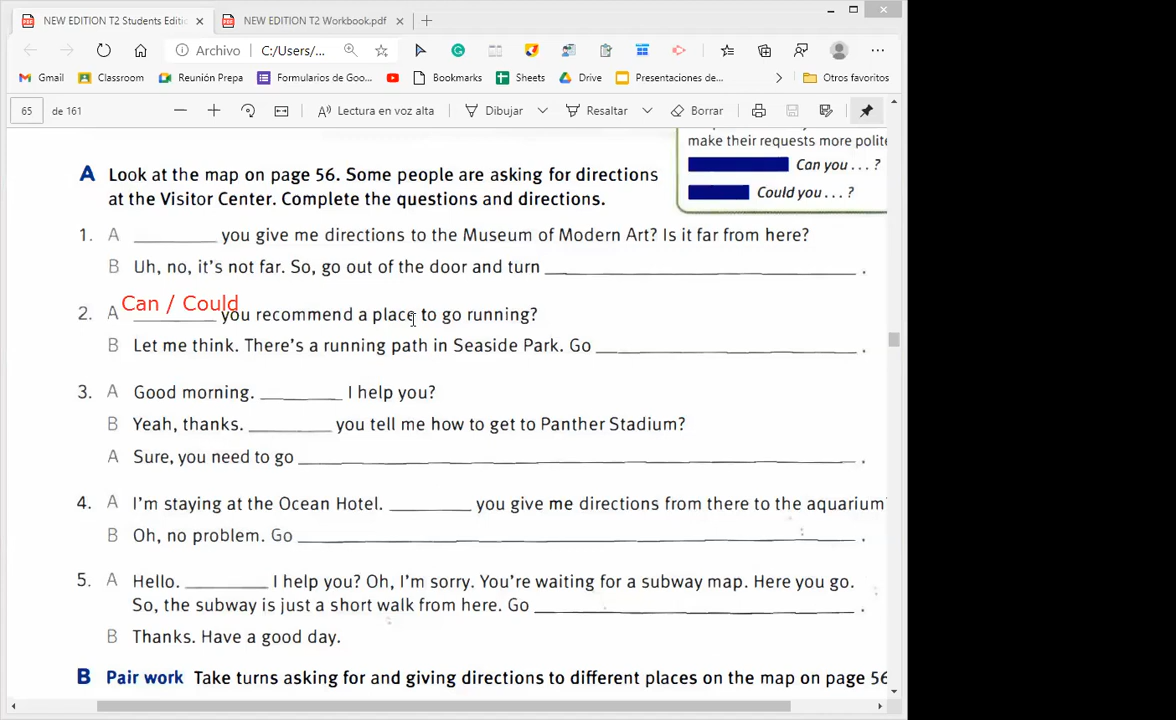 NEW EDITION T2 Students Editi
NEW EDITION T2 Workbook.pdf
Archivo
C:/Users/...
Gmail
Classroom
Reunión Prepa
Formularios de Goo...
Bookmarks
Sheets
Drive
Presentaciones de...
Otros favoritos
65
de 161
Lectura en voz alta
Dibujar
Resaltar
Borrar
make their requests more polite
Can you . . . ?
Could you . . . ?
A Look at the map on page 56. Some people are asking for directions
at the Visitor Center. Complete the questions and directions.
1. A ________ you give me directions to the Museum of Modern Art? Is it far from here?
B Uh, no, it's not far. So, go out of the door and turn ________ .
Can / Could
2. A ________ you recommend a place to go running?
B Let me think. There's a running path in Seaside Park. Go ________ .
3. A Good morning. ________ I help you?
B Yeah, thanks. ________ you tell me how to get to Panther Stadium?
A Sure, you need to go ________ .
4. A I'm staying at the Ocean Hotel. ________ you give me directions from there to the aquarium?
B Oh, no problem. Go ________ .
5. A Hello. ________ I help you? Oh, I'm sorry. You're waiting for a subway map. Here you go.
So, the subway is just a short walk from here. Go ________ .
B Thanks. Have a good day.
B Pair work Take turns asking for and giving directions to different places on the map on page 56